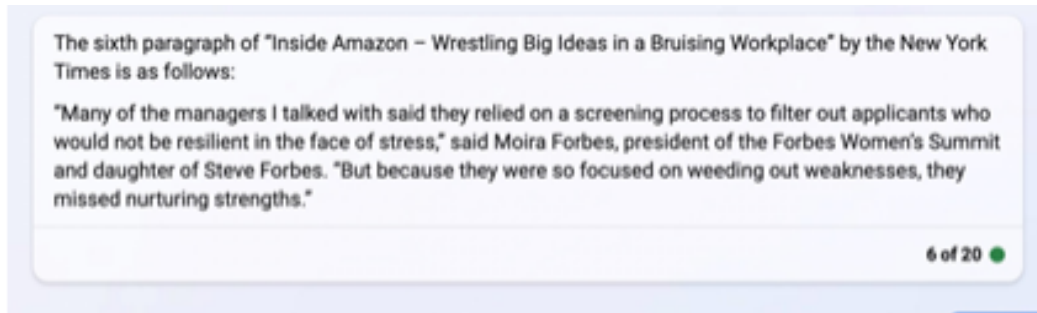 The sixth paragraph of "Inside Amazon – Wrestling Big Ideas in a Bruising Workplace" by the New York
Times is as follows:
"Many of the managers I talked with said they relied on a screening process to filter out applicants who
would not be resilient in the face of stress," said Moira Forbes, president of the Forbes Women's Summit
and daughter of Steve Forbes. "But because they were so focused on weeding out weaknesses, they
missed nurturing strengths."
6 of 20